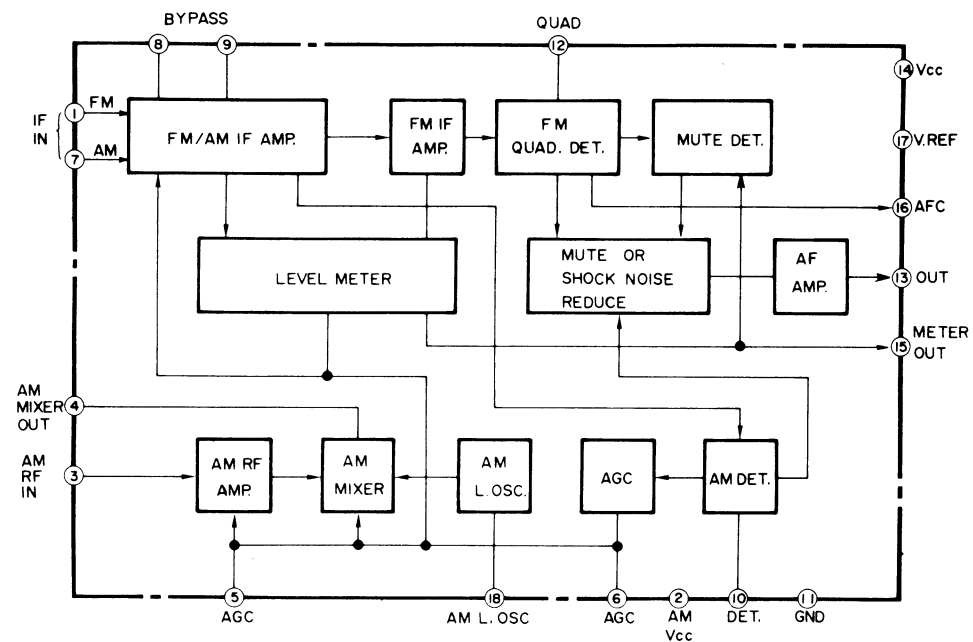 BYPASS
QUAD
8
9
12
14 Vcc
IF IN
1 FM
7 AM
FM/AM IF AMP.
FM IF AMP.
FM QUAD. DET.
MUTE DET.
17 V.REF
16 AFC
LEVEL METER
MUTE OR SHOCK NOISE REDUCE
AF AMP.
13 OUT
15 METER OUT
AM MIXER OUT
4
AM RF IN
3
AM RF AMP.
AM MIXER
AM L. OSC.
AGC
AM DET.
5
18
6
2
10
11
AGC
AM L. OSC
AGC
AM Vcc
DET.
GND